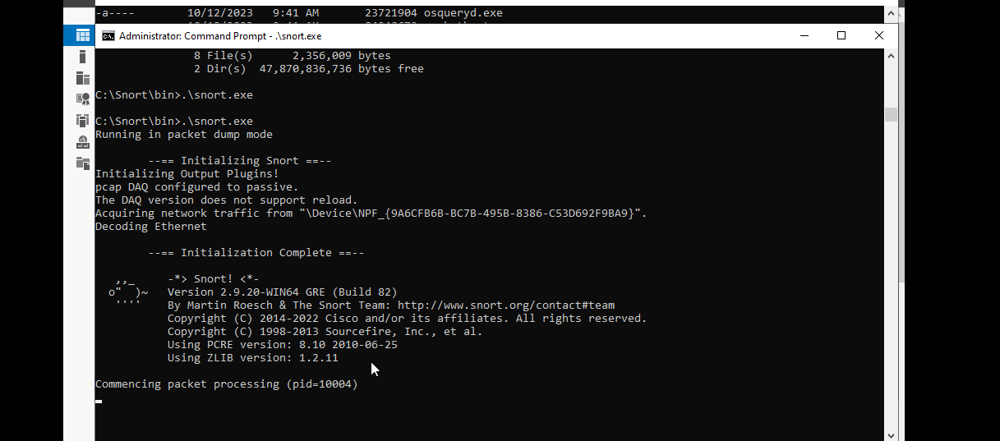 -a---- 10/12/2023 9:41 AM 23721904 osqueryd.exe
Administrator: Command Prompt - .\snort.exe
8 File(s) 2,356,009 bytes
2 Dir(s) 47,870,836,736 bytes free
C:\Snort\bin>.\snort.exe
C:\Snort\bin>.\snort.exe
Running in packet dump mode
--== Initializing Snort ==--
Initializing Output Plugins!
pcap DAQ configured to passive.
The DAQ version does not support reload.
Acquiring network traffic from "\Device\NPF_{9A6CFB6B-BC7B-495B-8386-C53D692F9BA9}".
Decoding Ethernet
--== Initialization Complete ==--
,,_ -*> Snort! <*-
o" )~ Version 2.9.20-WIN64 GRE (Build 82)
'''' By Martin Roesch & The Snort Team: http://www.snort.org/contact#team
Copyright (C) 2014-2022 Cisco and/or its affiliates. All rights reserved.
Copyright (C) 1998-2013 Sourcefire, Inc., et al.
Using PCRE version: 8.10 2010-06-25
Using ZLIB version: 1.2.11
Commencing packet processing (pid=10004)